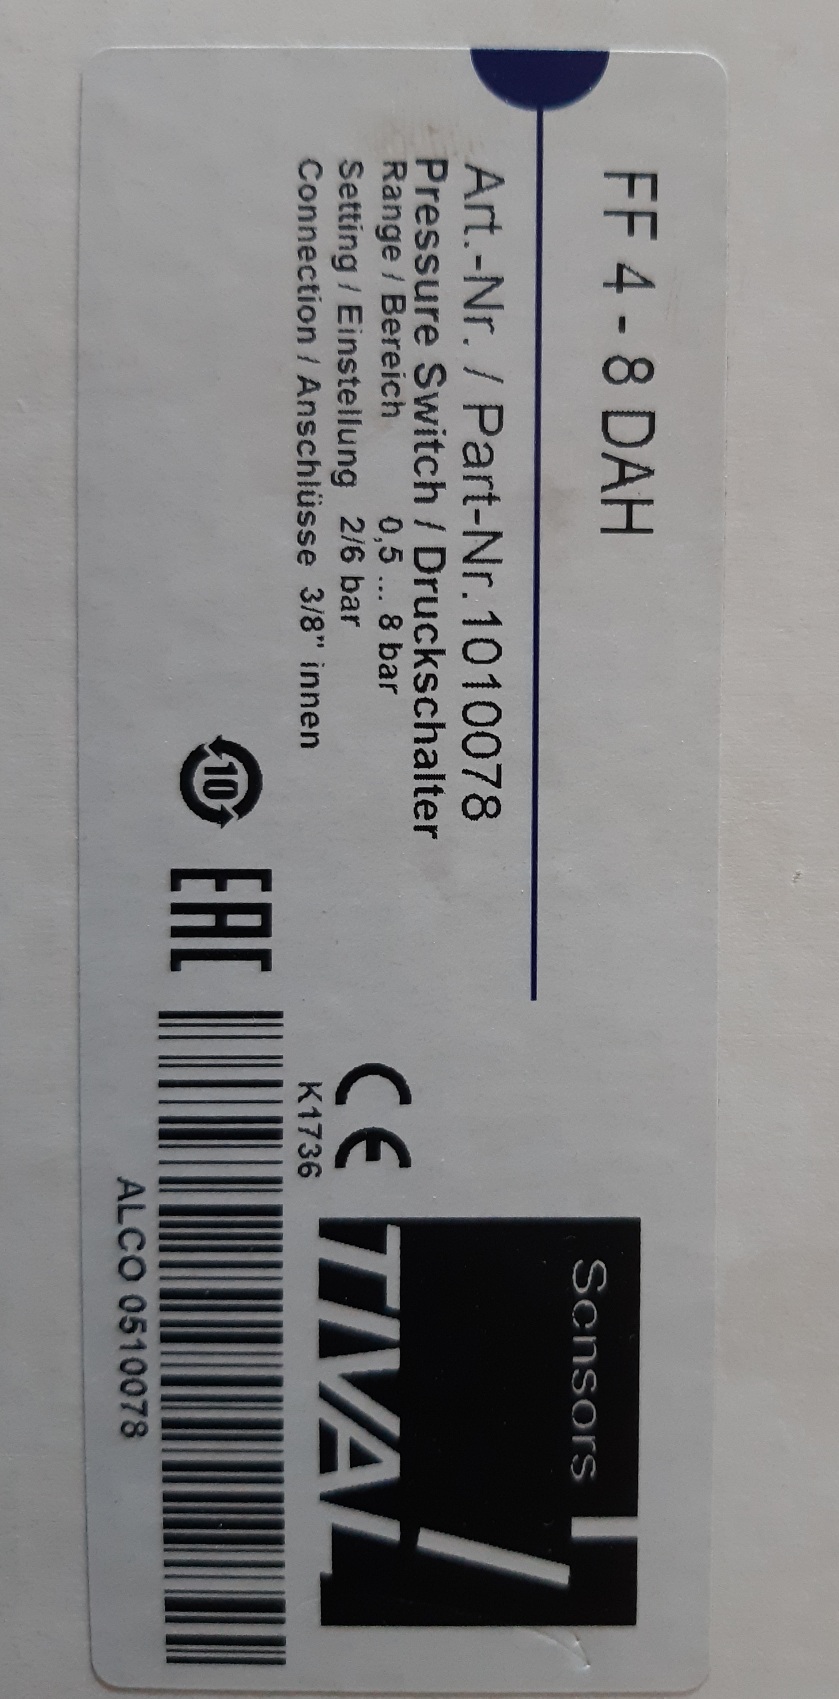 FF 4 - 8 DAH
Art.-Nr. / Part-Nr. 1010078
Pressure Switch / Druckschalter
Range / Bereich 0,5 ... 8 bar
Setting / Einstellung 2/6 bar
Connection / Anschlüsse 3/8" innen
10
EAC
CE
K1736
Sensors
TIVAL
ALCO 0510078